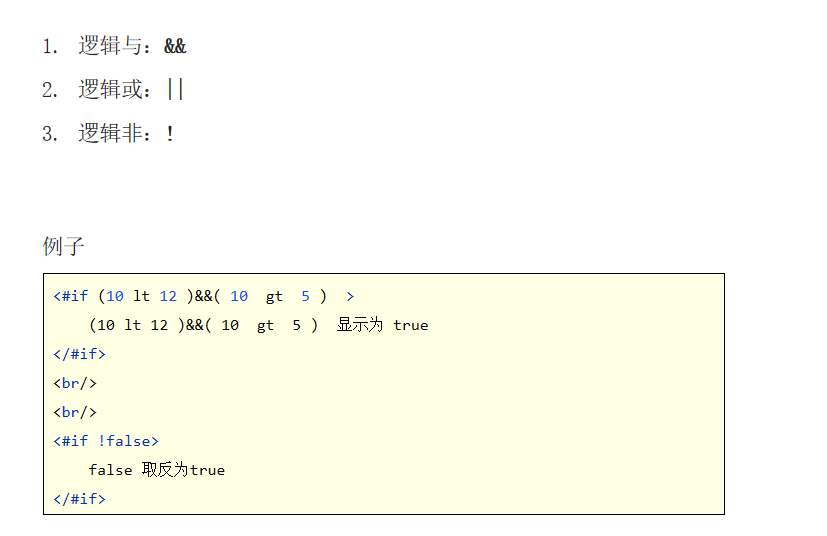 1. 逻辑与：&&
2. 逻辑或：||
3. 逻辑非：!
例子
<#if (10 lt 12 )&&( 10  gt  5 )  >
    (10 lt 12 )&&( 10  gt  5 )  显示为 true
</#if>
<br/>
<br/>
<#if !false>
    false 取反为true
</#if>